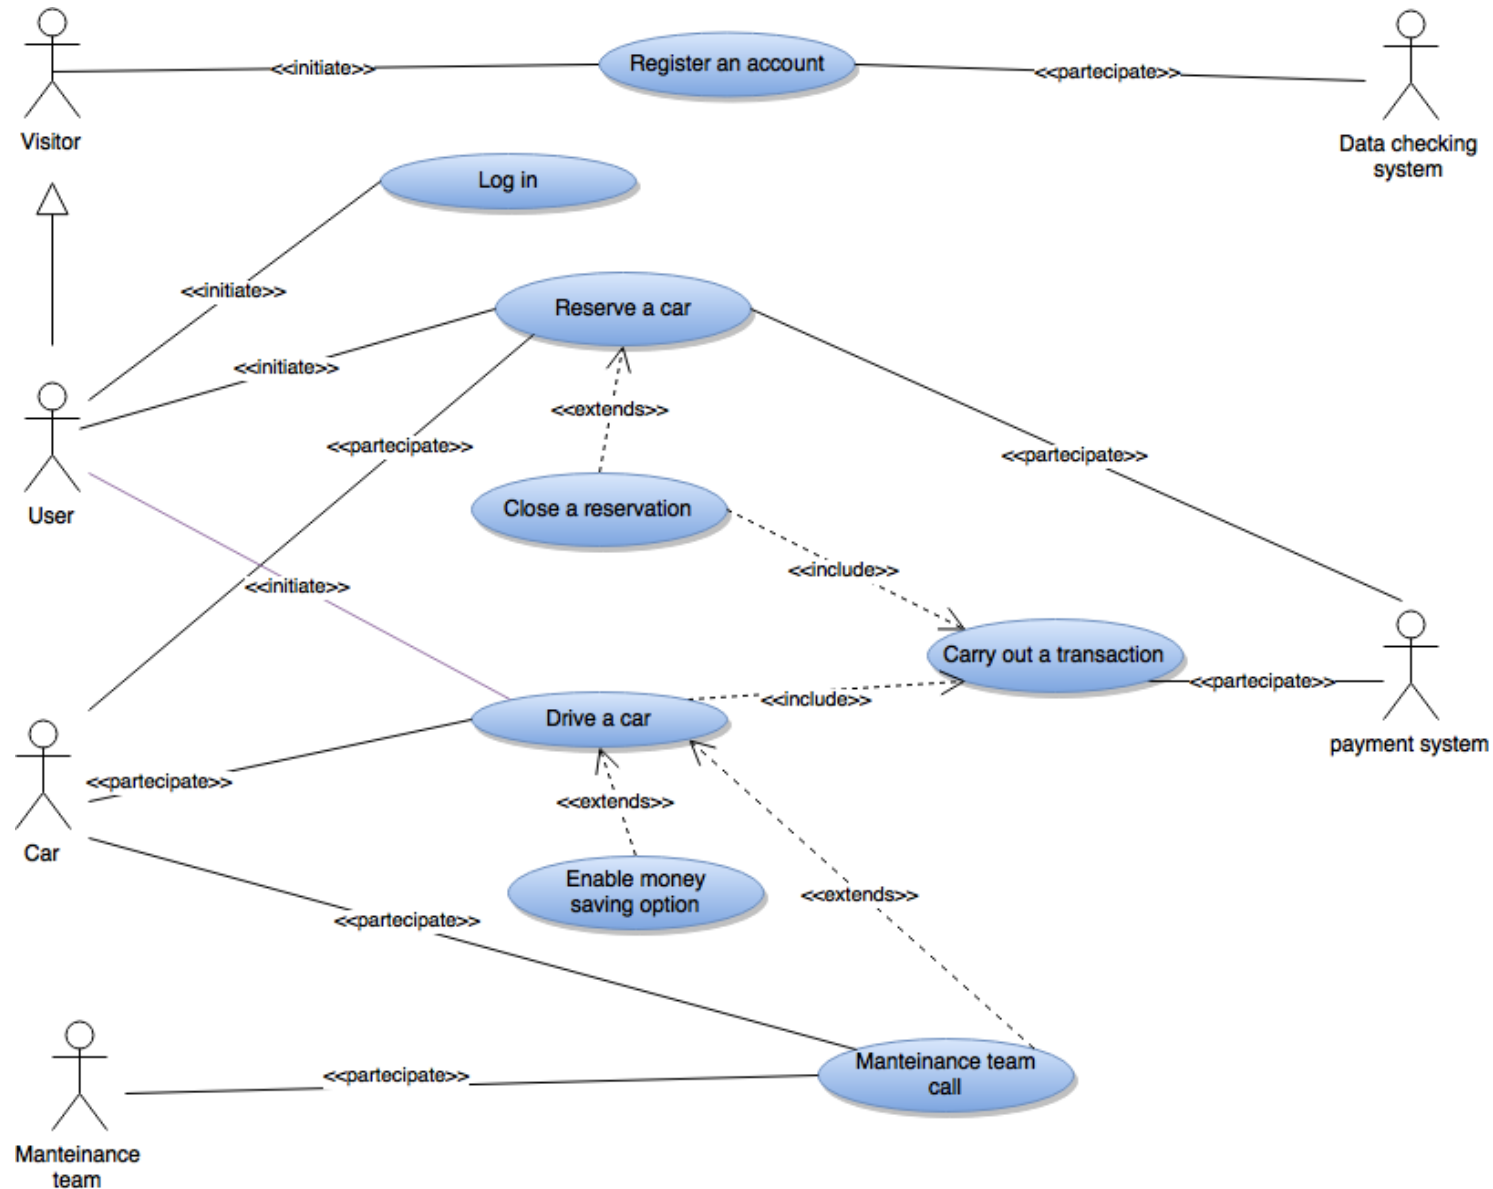 <<initiate>>
Register an account
<<partecipate>>
Visitor
Data checking
system
Log in
<<initiate>>
Reserve a car
<<initiate>>
<<extends>>
<<partecipate>>
<<partecipate>>
User
Close a reservation
<<include>>
<<initiate>>
Carry out a transaction
<<partecipate>>
<<include>>
Drive a car
payment system
<<partecipate>>
<<extends>>
Car
Enable money
saving option
<<extends>>
<<partecipate>>
Manteinance team
call
<<partecipate>>
Manteinance
team